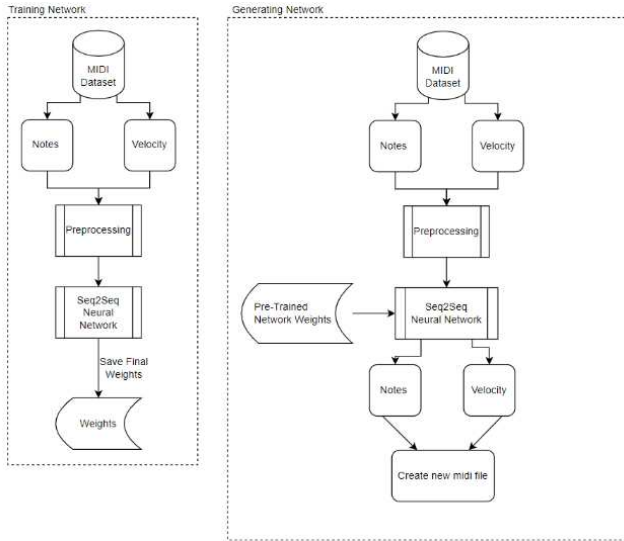 Training Network
MIDI
Dataset
Notes
Velocity
Preprocessing
Seq2Seq
Neural
Network
Save Final
Weights
Weights
Generating Network
MIDI
Dataset
Notes
Velocity
Preprocessing
Pre-Trained
Network Weights
Seq2Seq
Neural Network
Notes
Velocity
Create new midi file